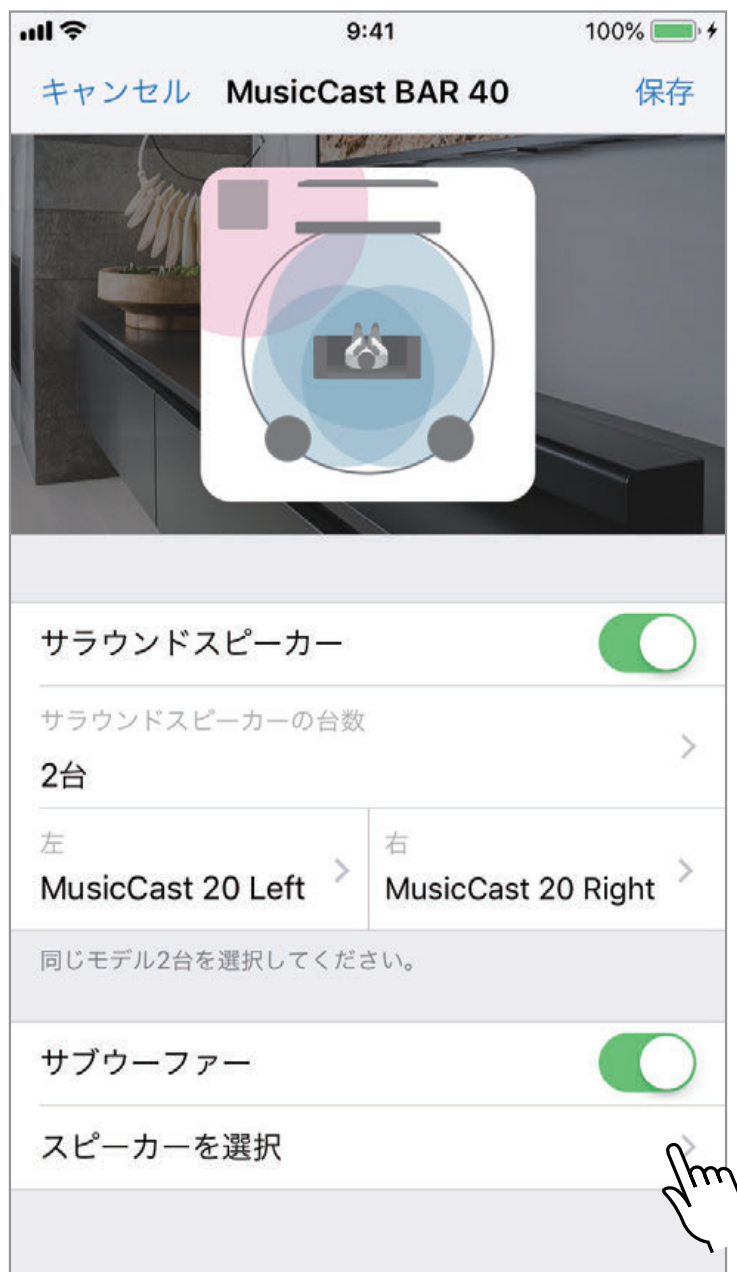 9:41
100%
キャンセル MusicCast BAR 40 保存
サラウンドスピーカー
サラウンドスピーカーの台数
2台
左 右
MusicCast 20 Left MusicCast 20 Right
同じモデル2台を選択してください。
サブウーファー
スピーカーを選択